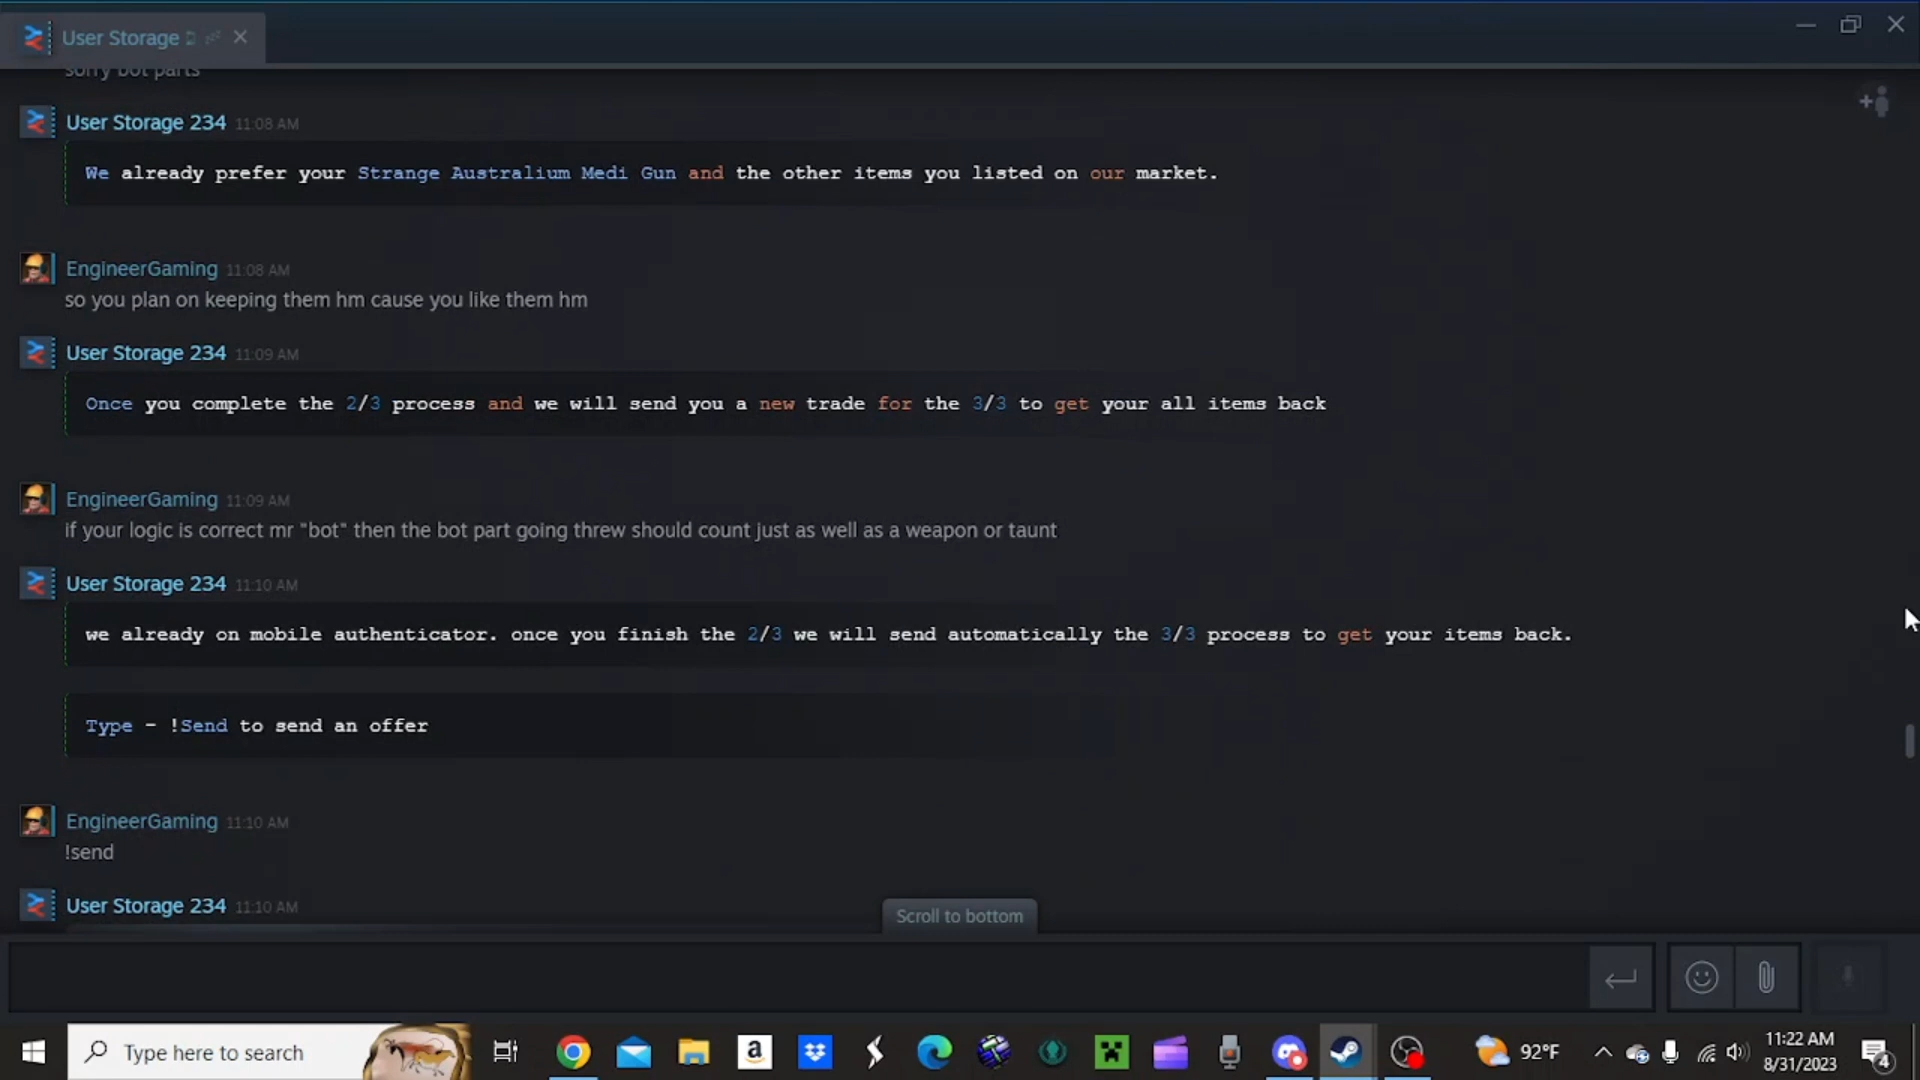 User Storage
sorry bot parts
User Storage 234 11:08 AM
We already prefer your Strange Australium Medi Gun and the other items you listed on our market.
EngineerGaming 11:08 AM
so you plan on keeping them hm cause you like them hm
User Storage 234 11:09 AM
Once you complete the 2/3 process and we will send you a new trade for the 3/3 to get your all items back
EngineerGaming 11:09 AM
if your logic is correct mr "bot" then the bot part going threw should count just as well as a weapon or taunt
User Storage 234 11:10 AM
we already on mobile authenticator. once you finish the 2/3 we will send automatically the 3/3 process to get your items back.
Type - !Send to send an offer
EngineerGaming 11:10 AM
!send
User Storage 234 11:10 AM
Scroll to bottom
Type here to search
92°F
11:22 AM
8/31/2023
4